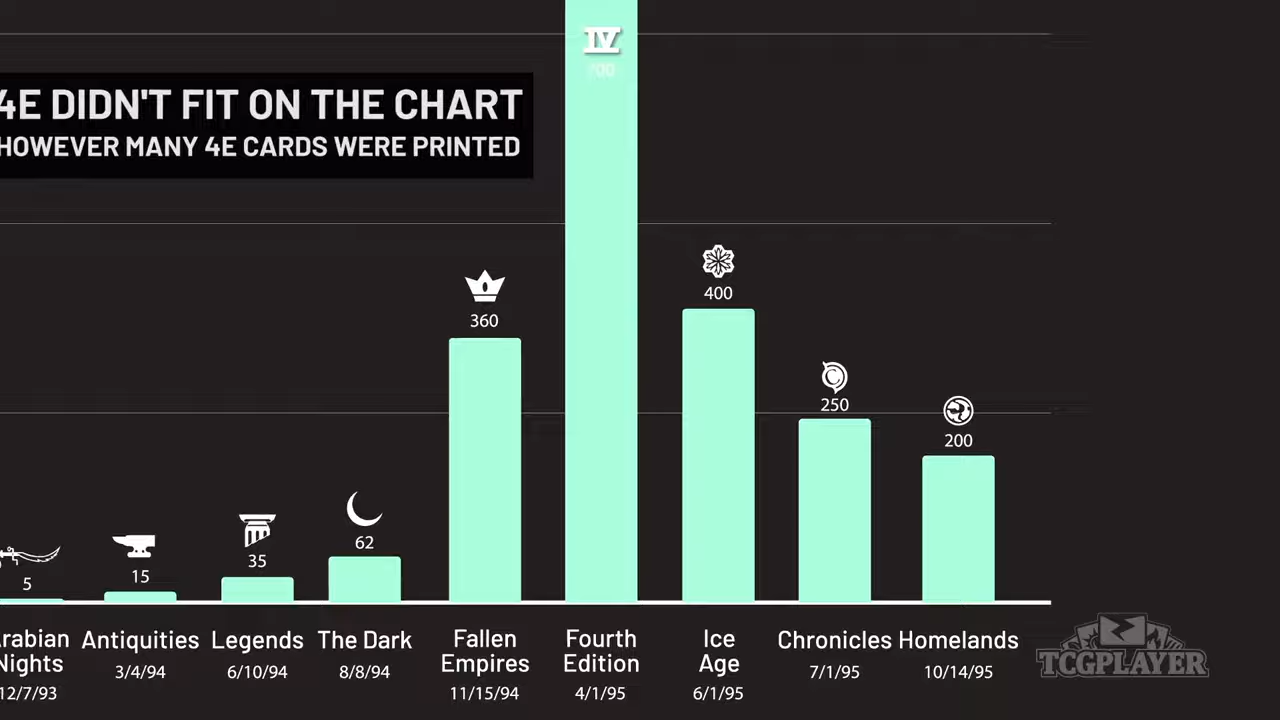 IV
700
4E DIDN'T FIT ON THE CHART
HOWEVER MANY 4E CARDS WERE PRINTED
400
360
250
200
62
35
15
5
rabian
Nights
12/7/93
Antiquities
3/4/94
Legends
6/10/94
The Dark
8/8/94
Fallen
Empires
11/15/94
Fourth
Edition
4/1/95
Ice
Age
6/1/95
Chronicles
7/1/95
Homelands
10/14/95
TCGPLAYER